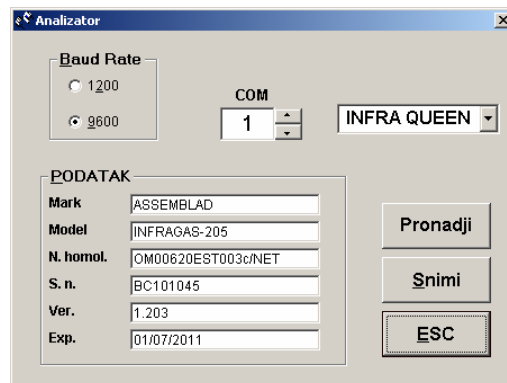 Analizator
Baud Rate
1200
9600
COM
1
INFRA QUEEN
PODATAK
Mark ASSEMBLAD
Model INFRAGAS-205
N. homol. OM00620EST003c/NET
S. n. BC101045
Ver. 1.203
Exp. 01/07/2011
Pronadji
Snimi
ESC